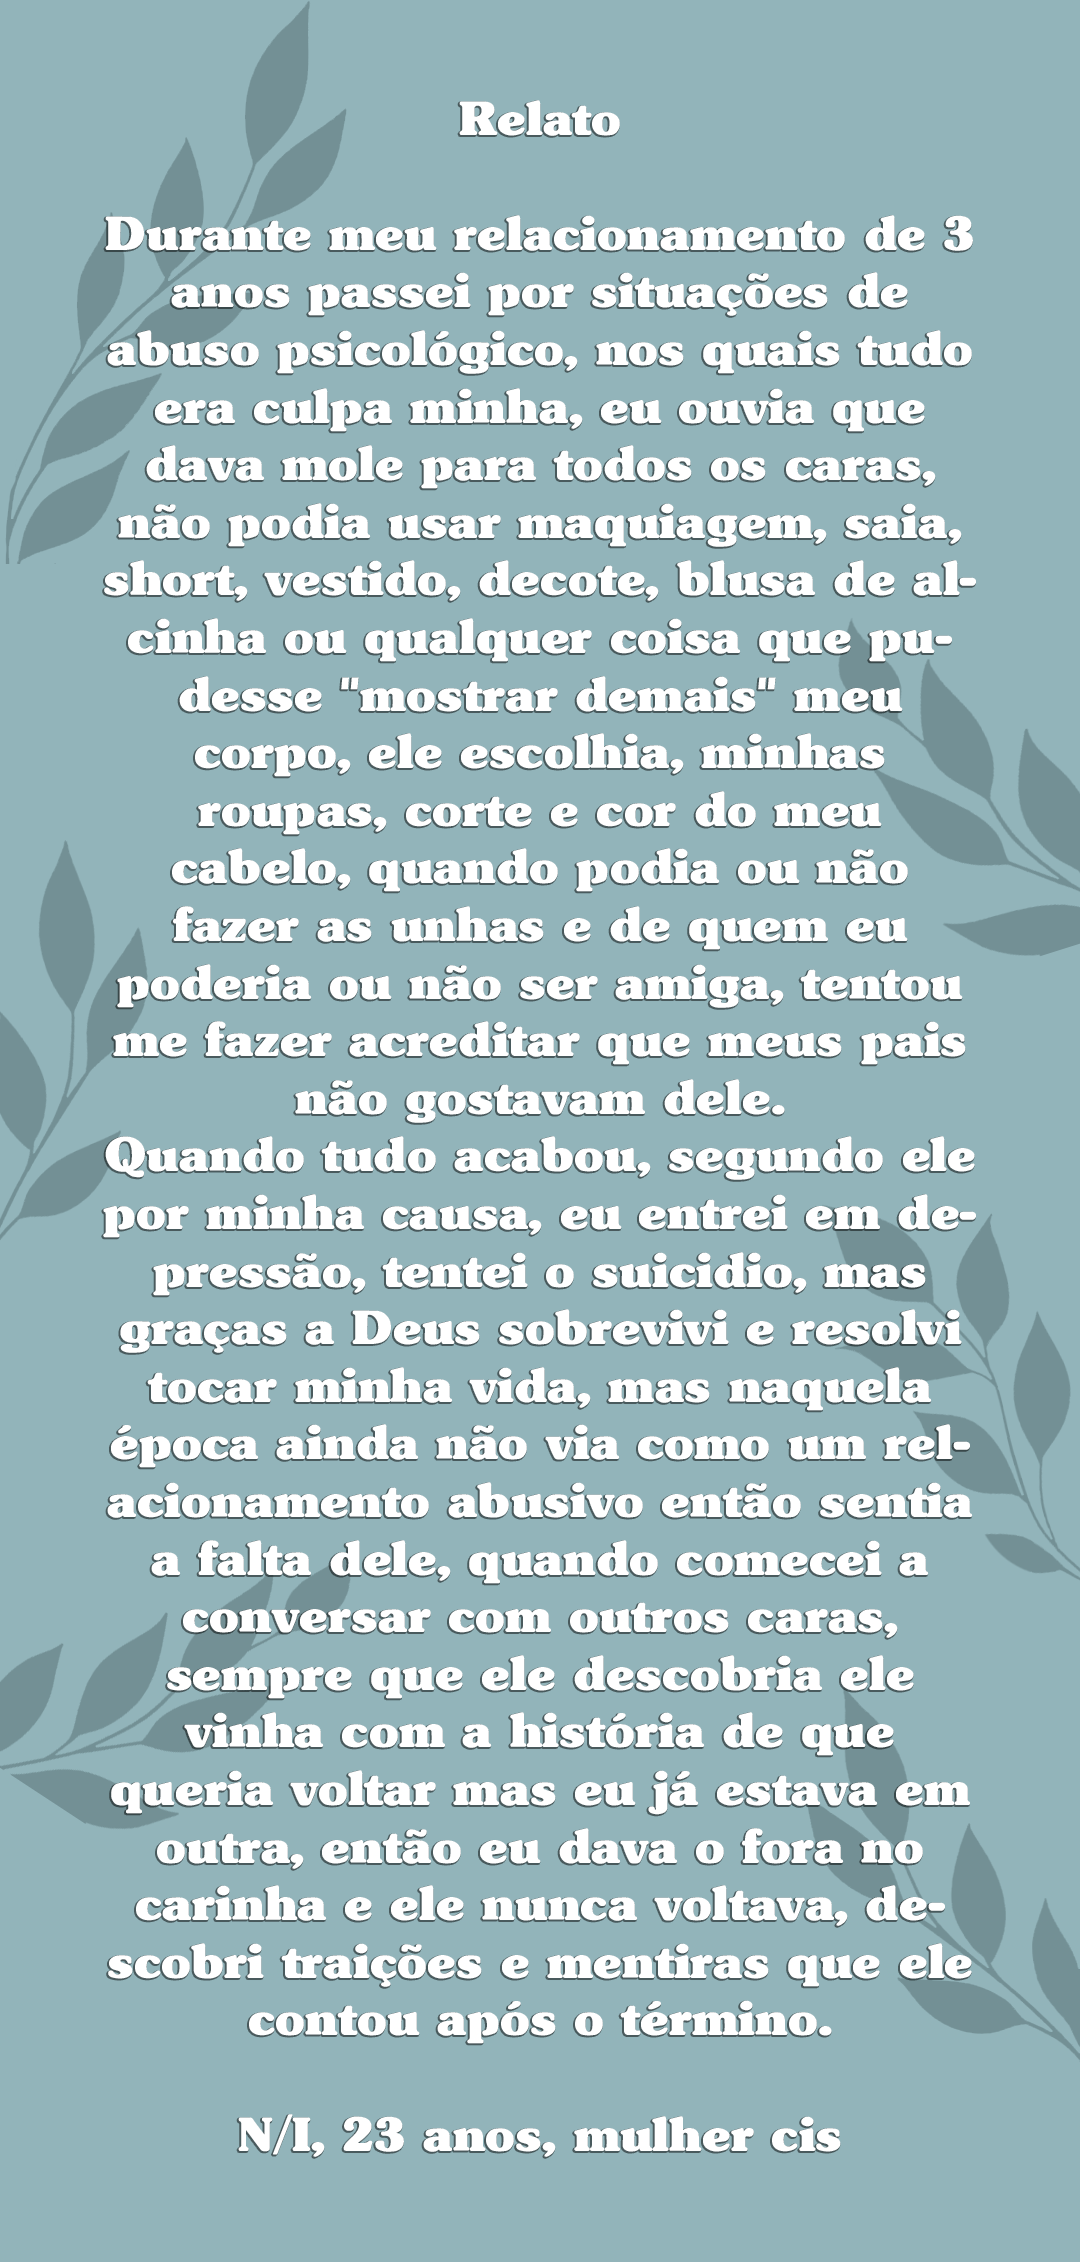 Relato
Durante meu relacionamento de 3
anos passei por situações de
abuso psicológico, nos quais tudo
era culpa minha, eu ouvia que
dava mole para todos os caras,
não podia usar maquiagem, saia,
short, vestido, decote, blusa de al-
cinha ou qualquer coisa que pu-
desse "mostrar demais" meu
corpo, ele escolhia, minhas
roupas, corte e cor do meu
cabelo, quando podia ou não
fazer as unhas e de quem eu
poderia ou não ser amiga, tentou
me fazer acreditar que meus pais
não gostavam dele.
Quando tudo acabou, segundo ele
por minha causa, eu entrei em de-
pressão, tentei o suicidio, mas
graças a Deus sobrevivi e resolvi
tocar minha vida, mas naquela
época ainda não via como um rel-
acionamento abusivo então sentia
a falta dele, quando comecei a
conversar com outros caras,
sempre que ele descobria ele
vinha com a história de que
queria voltar mas eu já estava em
outra, então eu dava o fora no
carinha e ele nunca voltava, de-
scobri traições e mentiras que ele
contou após o término.
N/I, 23 anos, mulher cis